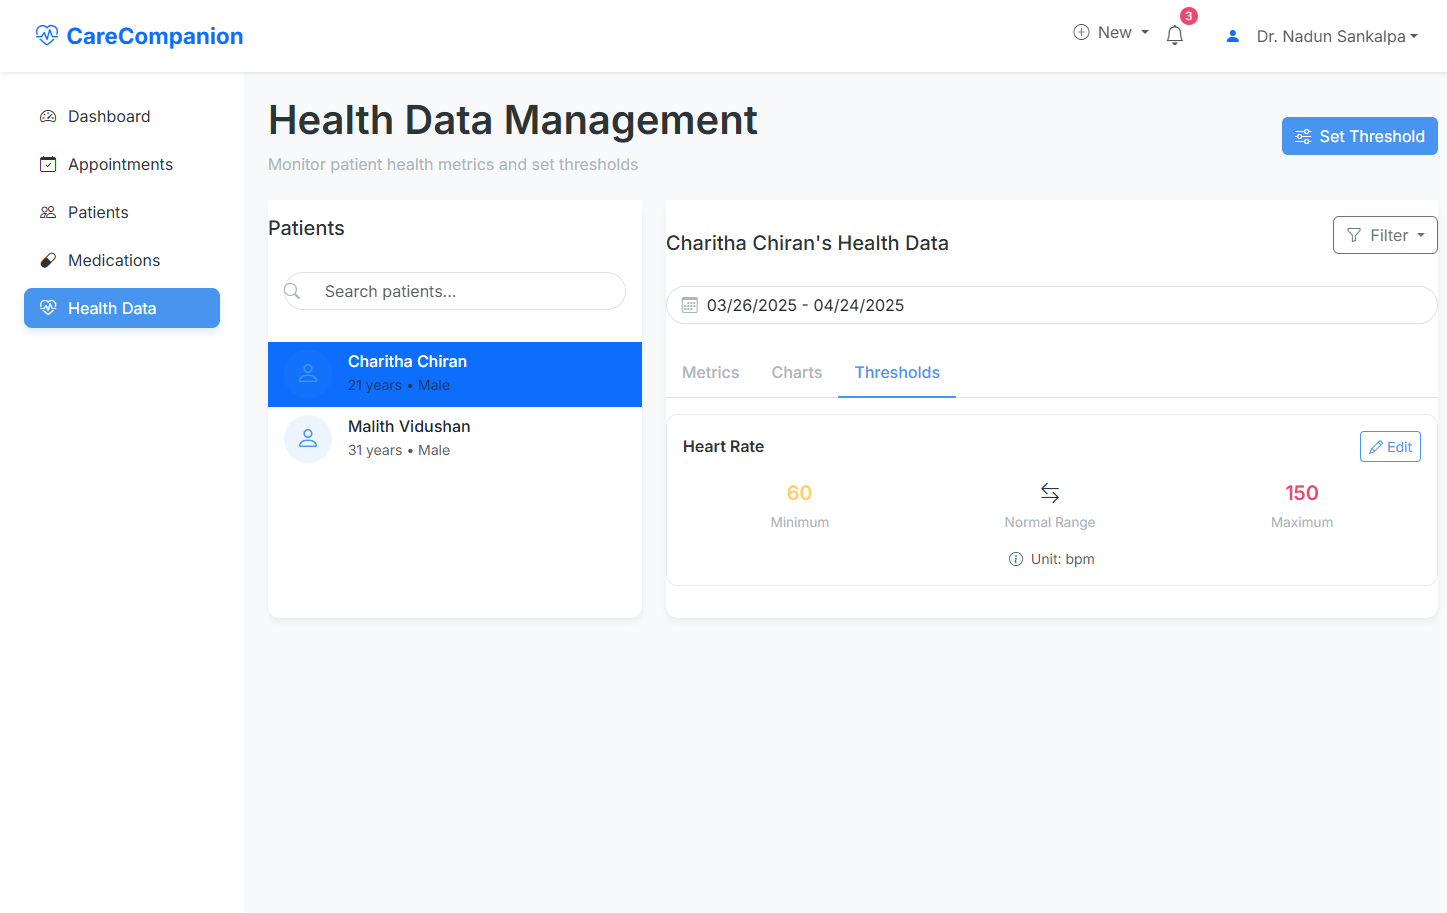 CareCompanion
New
3
Dr. Nadun Sankalpa
Dashboard
Appointments
Patients
Medications
Health Data
Health Data Management
Monitor patient health metrics and set thresholds
Set Threshold
Patients
Search patients...
Charitha Chiran
21 years • Male
Malith Vidushan
31 years • Male
Charitha Chiran's Health Data
Filter
03/26/2025 - 04/24/2025
Metrics Charts Thresholds
Heart Rate
Edit
60 150
Minimum Normal Range Maximum
Unit: bpm